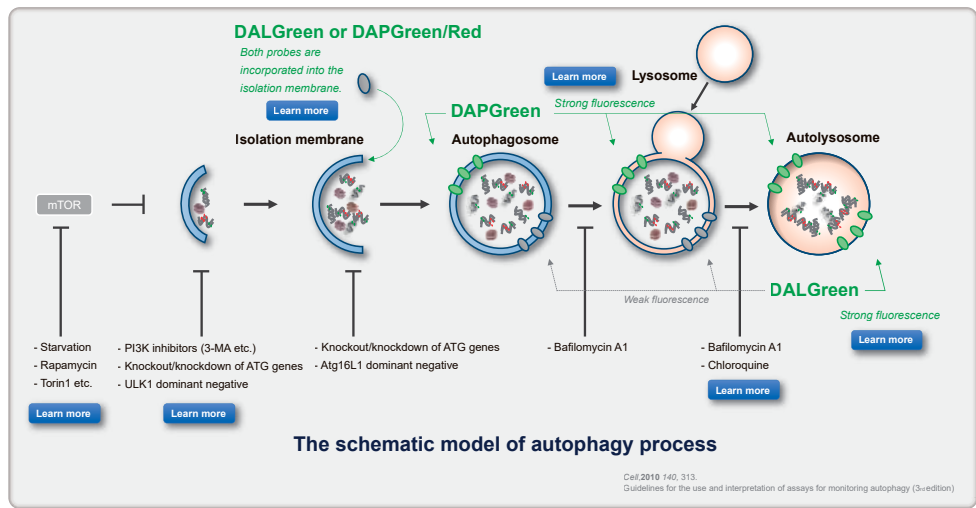 DALGreen or DAPGreen/Red
Both probes are
incorporated into the
isolation membrane.
Learn more
Isolation membrane
Learn more
Lysosome
DAPGreen
Strong fluorescence
Autophagosome
Autolysosome
mTOR
Weak fluorescence
DALGreen
Strong fluorescence
Learn more
- Starvation
- Rapamycin
- Torin1 etc.
Learn more
- PI3K inhibitors (3-MA etc.)
- Knockout/knockdown of ATG genes
- ULK1 dominant negative
Learn more
- Knockout/knockdown of ATG genes
- Atg16L1 dominant negative
- Bafilomycin A1
- Bafilomycin A1
- Chloroquine
Learn more
The schematic model of autophagy process
Cell,2010 140, 313.
Guidelines for the use and interpretation of assays for monitoring autophagy (3rd edition)